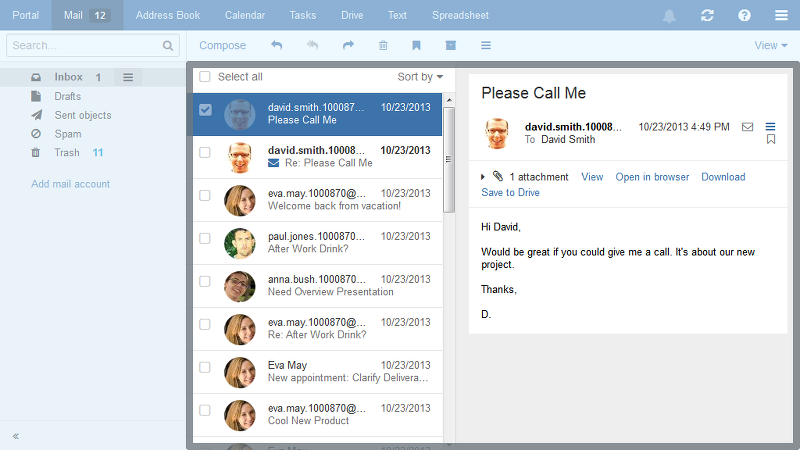 Portal Mail 12 Address Book Calendar Tasks Drive Text Spreadsheet
Search...
Compose
View
Inbox 1
Drafts
Sent objects
Spam
Trash 11
Add mail account
Select all
Sort by
david.smith.100087... 10/23/2013
Please Call Me
david.smith.10008... 10/23/2013
Re: Please Call Me
eva.may.1000870@... 10/23/2013
Welcome back from vacation!
paul.jones.1000870... 10/23/2013
After Work Drink?
anna.bush.1000870... 10/23/2013
Need Overview Presentation
eva.may.1000870@... 10/23/2013
Re: After Work Drink?
Eva May 10/23/2013
New appointment: Clarify Delivera...
eva.may.1000870@... 10/23/2013
Cool New Product
Eva May 10/23/2013
Please Call Me
david.smith.10008... 10/23/2013 4:49 PM
To David Smith
1 attachment View Open in browser Download
Save to Drive
Hi David,
Would be great if you could give me a call. It's about our new
project.
Thanks,
D.